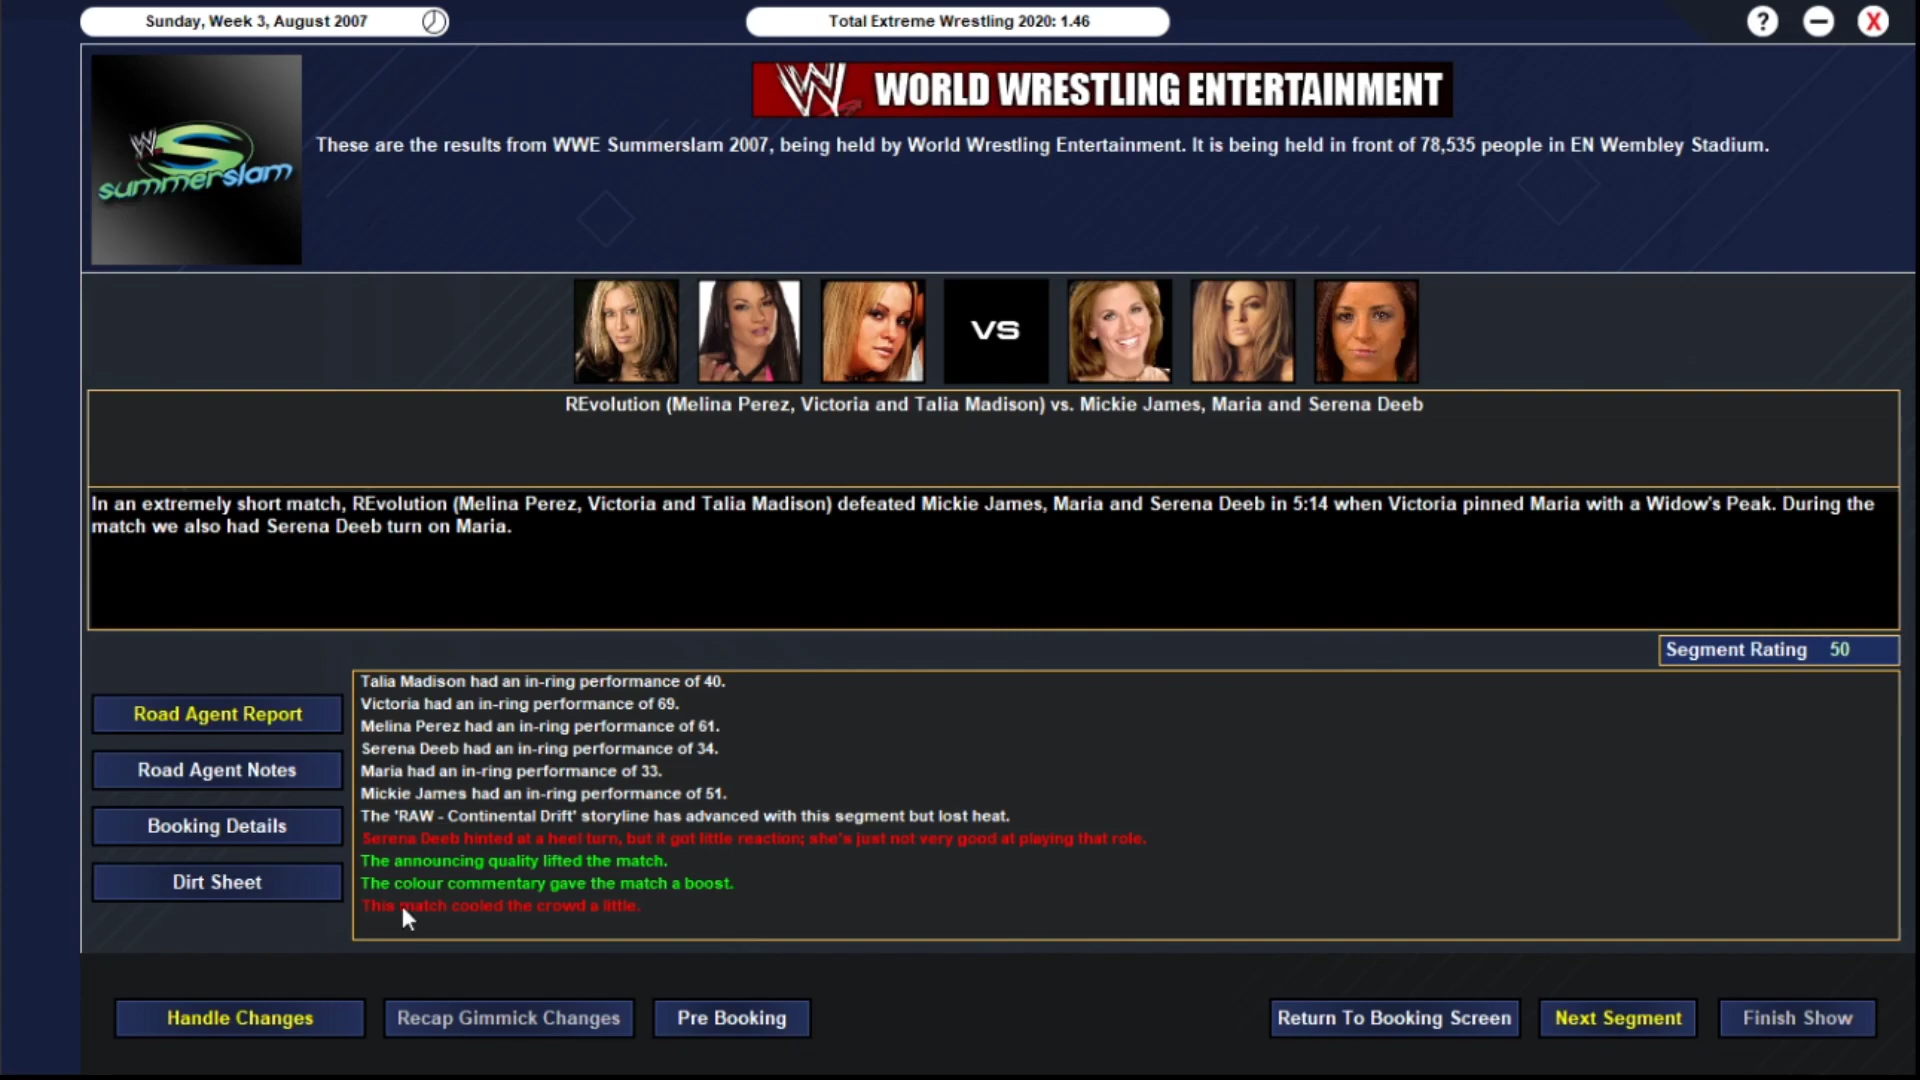 Sunday, Week 3, August 2007
Total Extreme Wrestling 2020: 1.46
?
X
W
summerslam
W WORLD WRESTLING ENTERTAINMENT
These are the results from WWE Summerslam 2007, being held by World Wrestling Entertainment. It is being held in front of 78,535 people in EN Wembley Stadium.
VS
REvolution (Melina Perez, Victoria and Talia Madison) vs. Mickie James, Maria and Serena Deeb
In an extremely short match, REvolution (Melina Perez, Victoria and Talia Madison) defeated Mickie James, Maria and Serena Deeb in 5:14 when Victoria pinned Maria with a Widow's Peak. During the
match we also had Serena Deeb turn on Maria.
Segment Rating 50
Road Agent Report
Road Agent Notes
Booking Details
Dirt Sheet
Talia Madison had an in-ring performance of 40.
Victoria had an in-ring performance of 69.
Melina Perez had an in-ring performance of 61.
Serena Deeb had an in-ring performance of 34.
Maria had an in-ring performance of 33.
Mickie James had an in-ring performance of 51.
The 'RAW - Continental Drift' storyline has advanced with this segment but lost heat.
Serena Deeb hinted at a heel turn, but it got little reaction; she's just not very good at playing that role.
The announcing quality lifted the match.
The colour commentary gave the match a boost.
This match cooled the crowd a little.
Handle Changes
Recap Gimmick Changes
Pre Booking
Return To Booking Screen
Next Segment
Finish Show